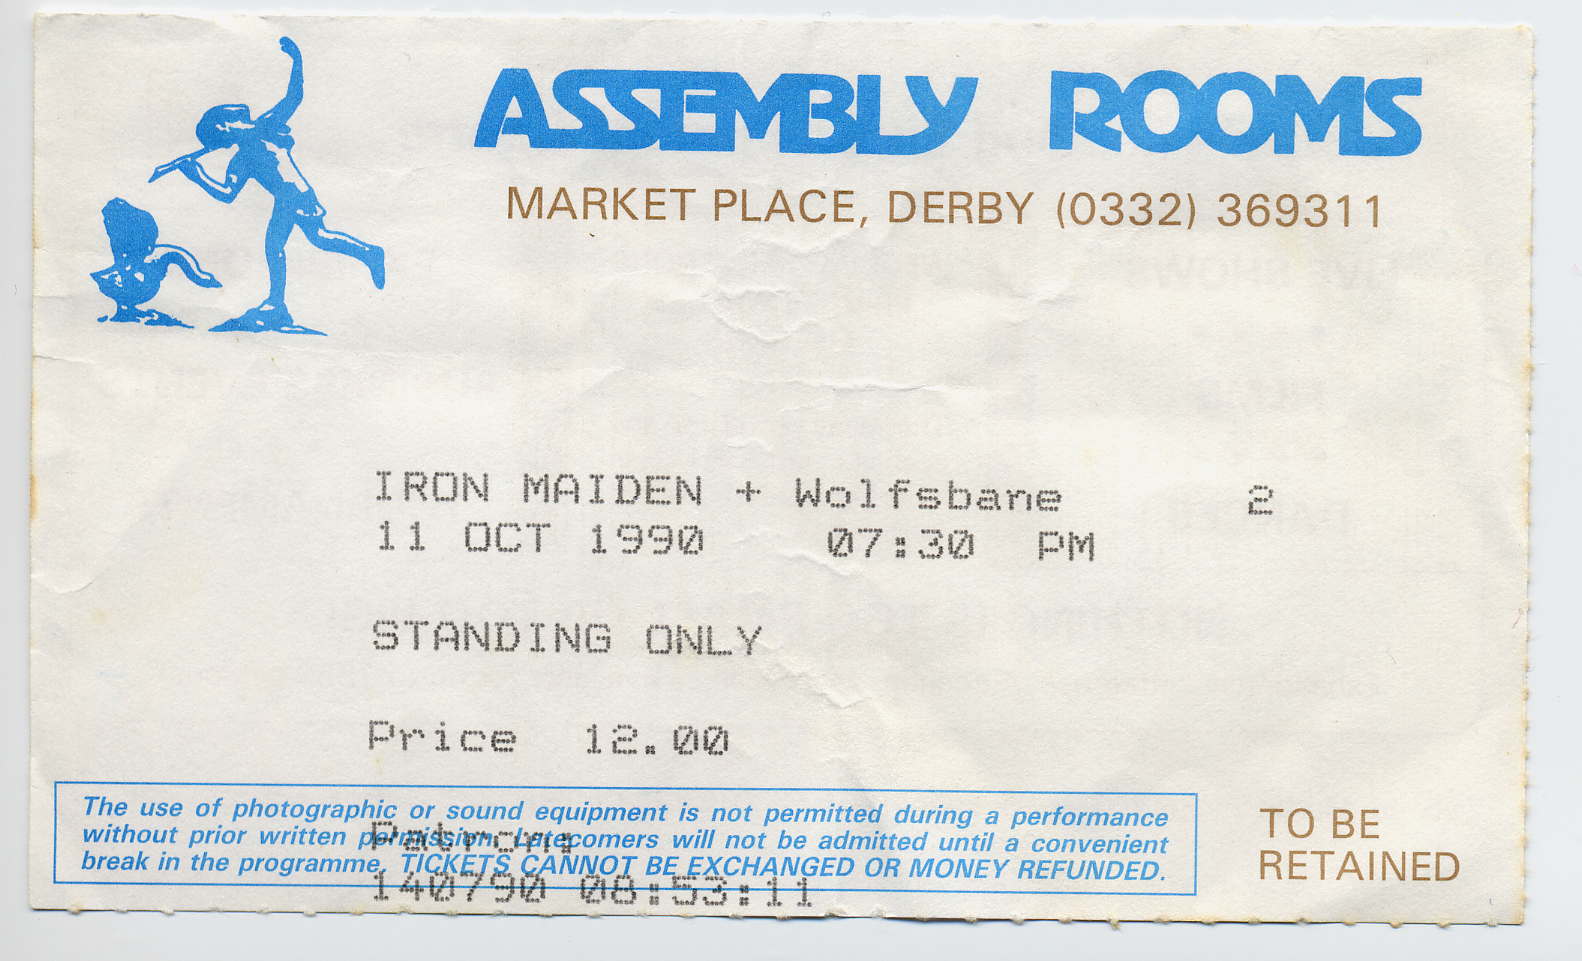 ASSEMBLY ROOMS
MARKET PLACE, DERBY (0332) 369311
IRON MAIDEN + Wolfsbane 2
11 OCT 1990 07:30 PM
STANDING ONLY
Price 12.00
The use of photographic or sound equipment is not permitted during a performance
without prior written permission. Latecomers will not be admitted until a convenient
break in the programme. TICKETS CANNOT BE EXCHANGED OR MONEY REFUNDED.
Patron:
140790 08:53:11
TO BE
RETAINED